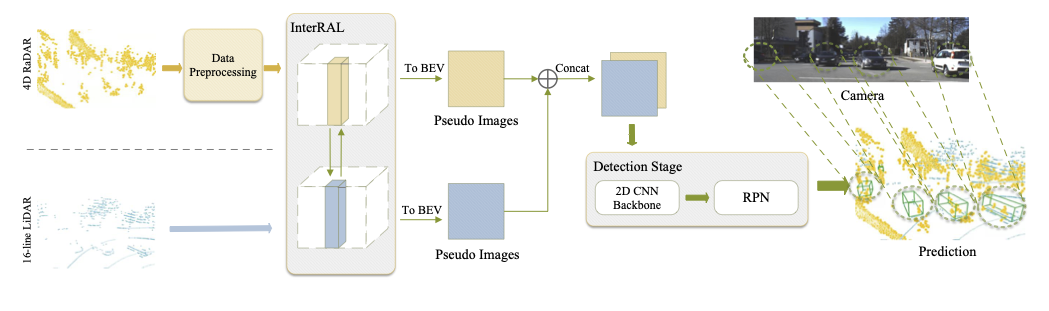 4D RaDAR
Data
Preprocessing
InterRAL
To BEV
Pseudo Images
Concat
Camera
16-line LiDAR
To BEV
Pseudo Images
Detection Stage
2D CNN
Backbone
RPN
Prediction